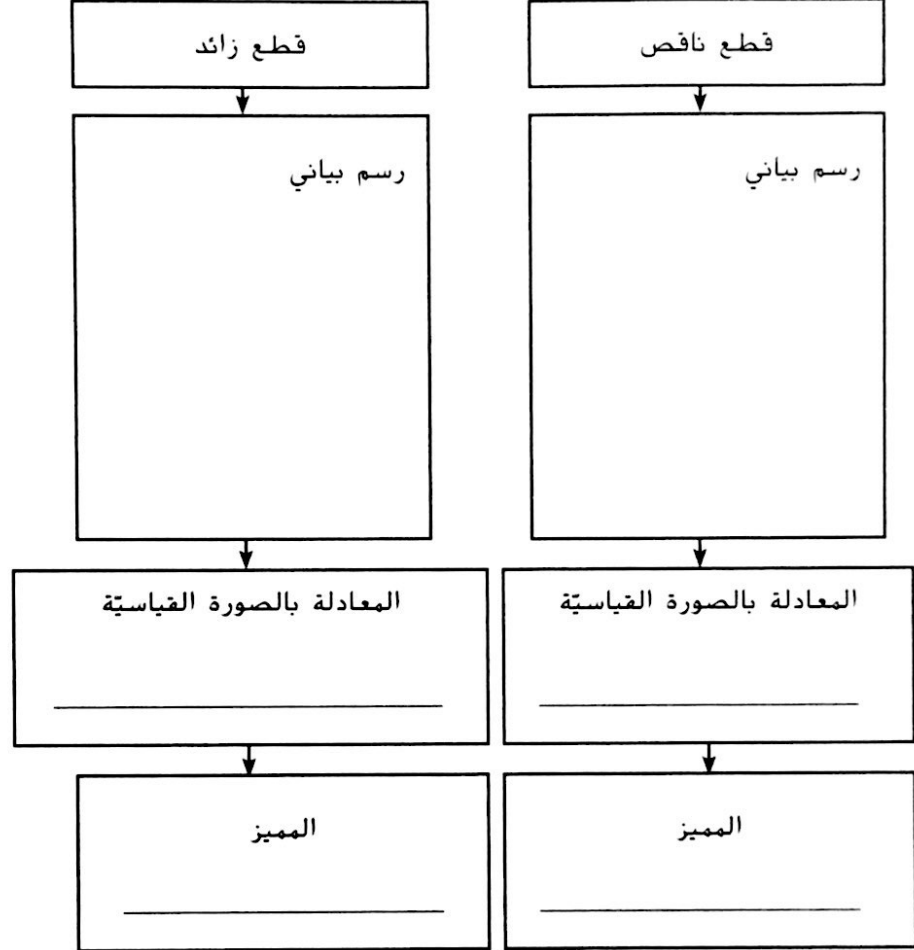 قطع ناقص
رسم بياني
المعادلة بالصورة القياسيّة
المميز
قطع زائد
رسم بياني
المعادلة بالصورة القياسيّة
المميز